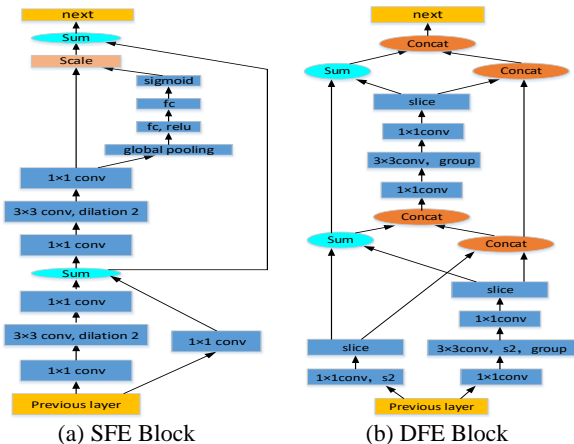 next
Sum
Scale
sigmoid
fc
fc, relu
global pooling
1×1 conv
3×3 conv, dilation 2
1×1 conv
Sum
1×1 conv
3×3 conv, dilation 2
1×1 conv
1×1 conv
Previous layer
(a) SFE Block
next
Concat
Sum
Concat
slice
1×1conv
3×3conv, group
1×1conv
Concat
Sum
Concat
slice
1×1conv
slice
3×3conv, s2, group
1×1conv, s2
1×1conv
Previous layer
(b) DFE Block